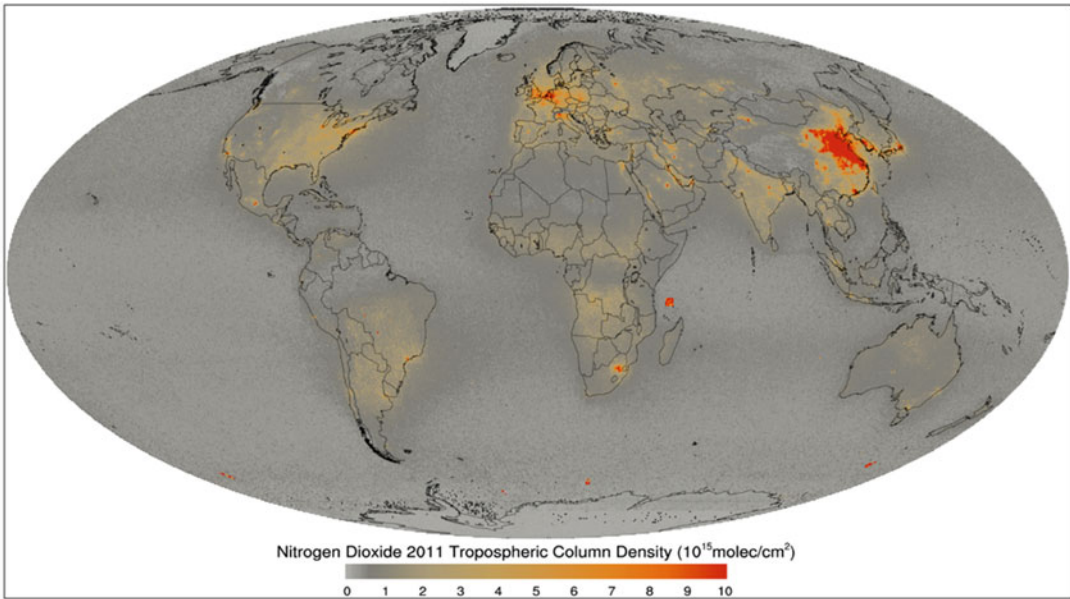 Nitrogen Dioxide 2011 Tropospheric Column Density (10¹⁵molec/cm²)
0 1 2 3 4 5 6 7 8 9 10